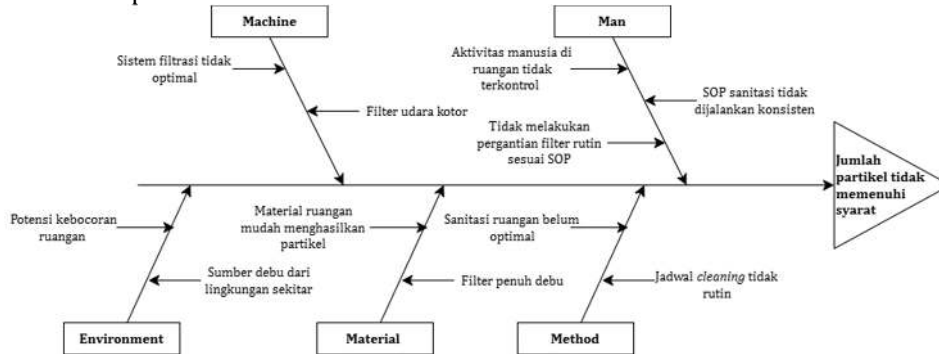 Machine
Man
Sistem filtrasi tidak
optimal
Filter udara kotor
Aktivitas manusia di
ruangan tidak
terkontrol
SOP sanitasi tidak
dijalankan konsisten
Tidak melakukan
pergantian filter rutin
sesuai SOP
Jumlah
partikel tidak
memenuhi
syarat
Potensi kebocoran
ruangan
Sumber debu dari
lingkungan sekitar
Material ruangan
mudah menghasilkan
partikel
Filter penuh debu
Sanitasi ruangan belum
optimal
Jadwal cleaning tidak
rutin
Environment
Material
Method